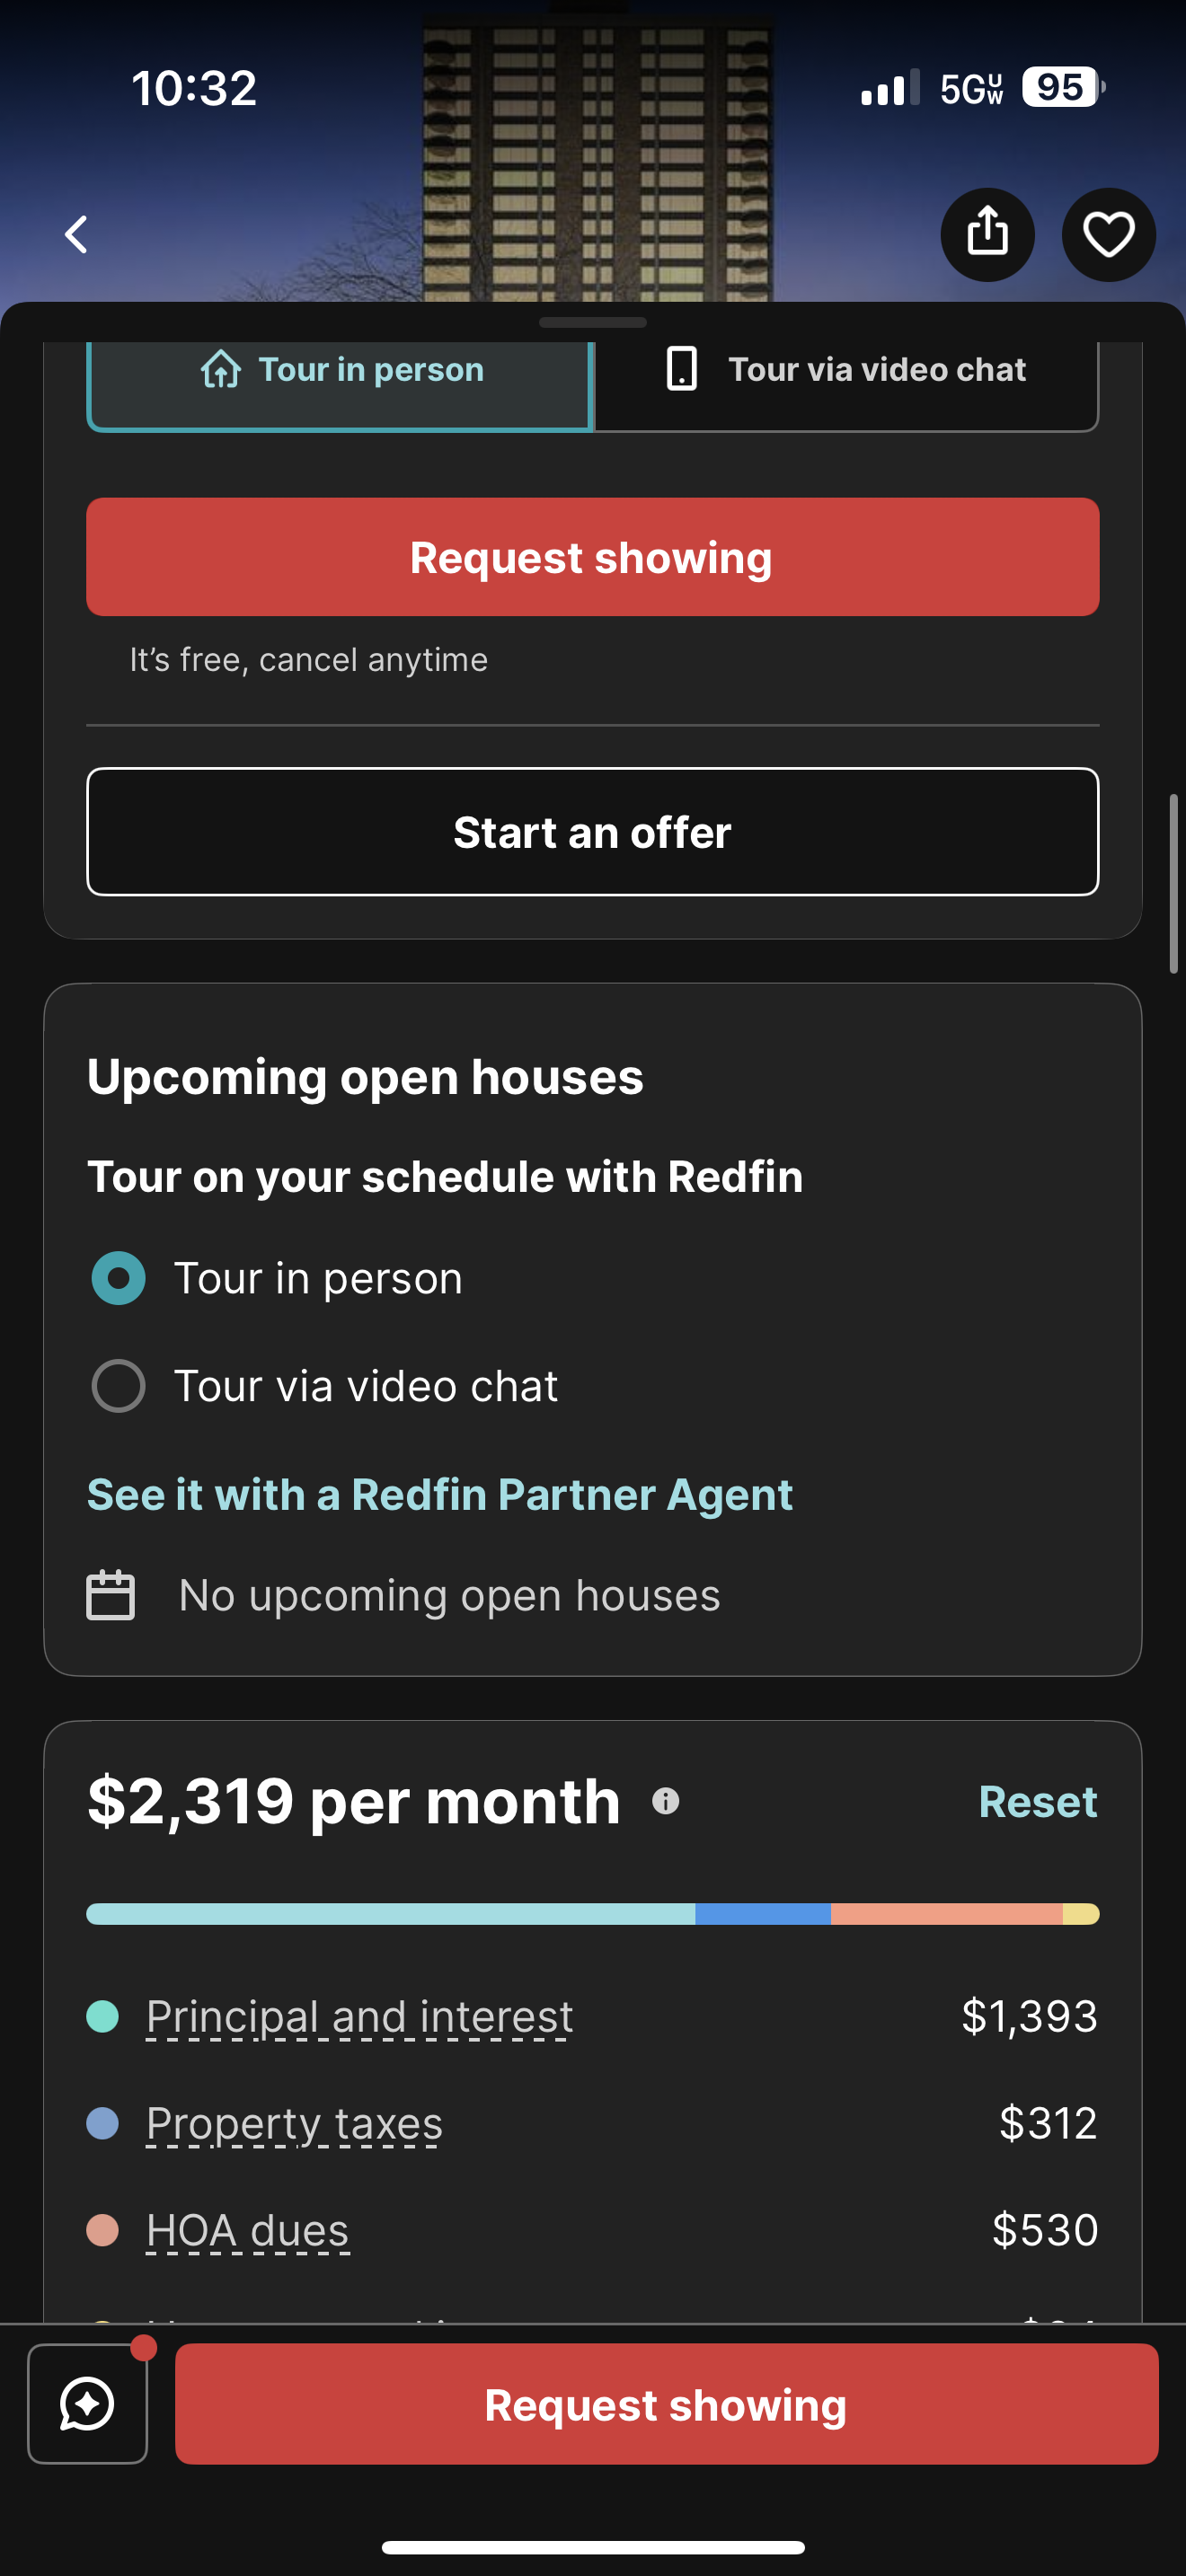 10:32
5G UW 95
Tour in person
Tour via video chat
Request showing
It’s free, cancel anytime
Start an offer
Upcoming open houses
Tour on your schedule with Redfin
Tour in person
Tour via video chat
See it with a Redfin Partner Agent
No upcoming open houses
$2,319 per month
Reset
Principal and interest $1,393
Property taxes $312
HOA dues $530
Request showing